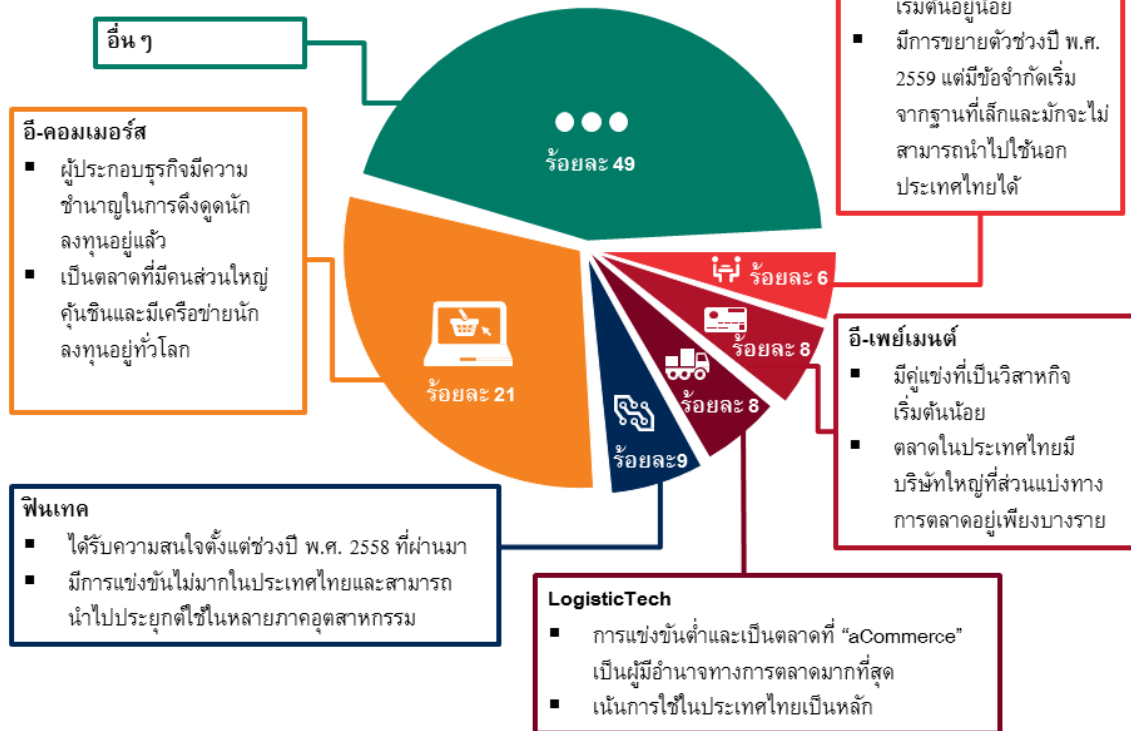 อื่น ๆ
ร้อยละ 49
เริ่มต้นอยู่น้อย
▪ มีการขยายตัวช่วงปี พ.ศ.
2559 แต่มีข้อจำกัดเริ่ม
จากฐานที่เล็กและมักจะไม่
สามารถนำไปใช้นอก
ประเทศไทยได้
อี-คอมเมอร์ส
▪ ผู้ประกอบธุรกิจมีความ
ชำนาญในการดึงดูดนัก
ลงทุนอยู่แล้ว
▪ เป็นตลาดที่มีคนส่วนใหญ่
คุ้นชินและมีเครือข่ายนัก
ลงทุนอยู่ทั่วโลก
ร้อยละ 21
ร้อยละ 6
ร้อยละ 8
ร้อยละ 8
ร้อยละ9
อี-เพย์เมนต์
▪ มีคู่แข่งที่เป็นวิสาหกิจ
เริ่มต้นน้อย
▪ ตลาดในประเทศไทยมี
บริษัทใหญ่ที่ส่วนแบ่งทาง
การตลาดอยู่เพียงบางราย
ฟินเทค
▪ ได้รับความสนใจตั้งแต่ช่วงปี พ.ศ. 2558 ที่ผ่านมา
▪ มีการแข่งขันไม่มากในประเทศไทยและสามารถ
นำไปประยุกต์ใช้ในหลายภาคอุตสาหกรรม
LogisticTech
▪ การแข่งขันต่ำและเป็นตลาดที่ “aCommerce”
เป็นผู้มีอำนาจทางการตลาดมากที่สุด
▪ เน้นการใช้ในประเทศไทยเป็นหลัก